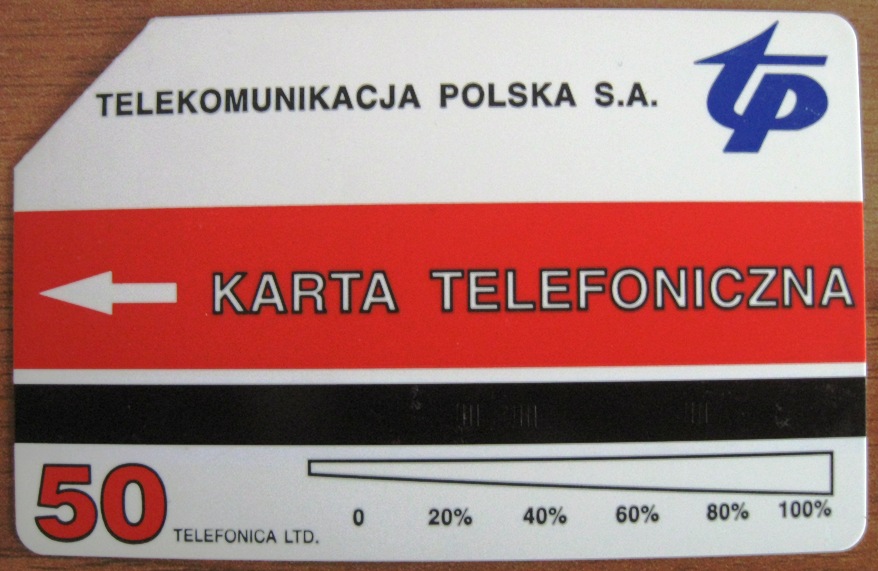 TELEKOMUNIKACJA POLSKA S.A.
tp
KARTA TELEFONICZNA
50
TELEFONICA LTD.
0 20% 40% 60% 80% 100%